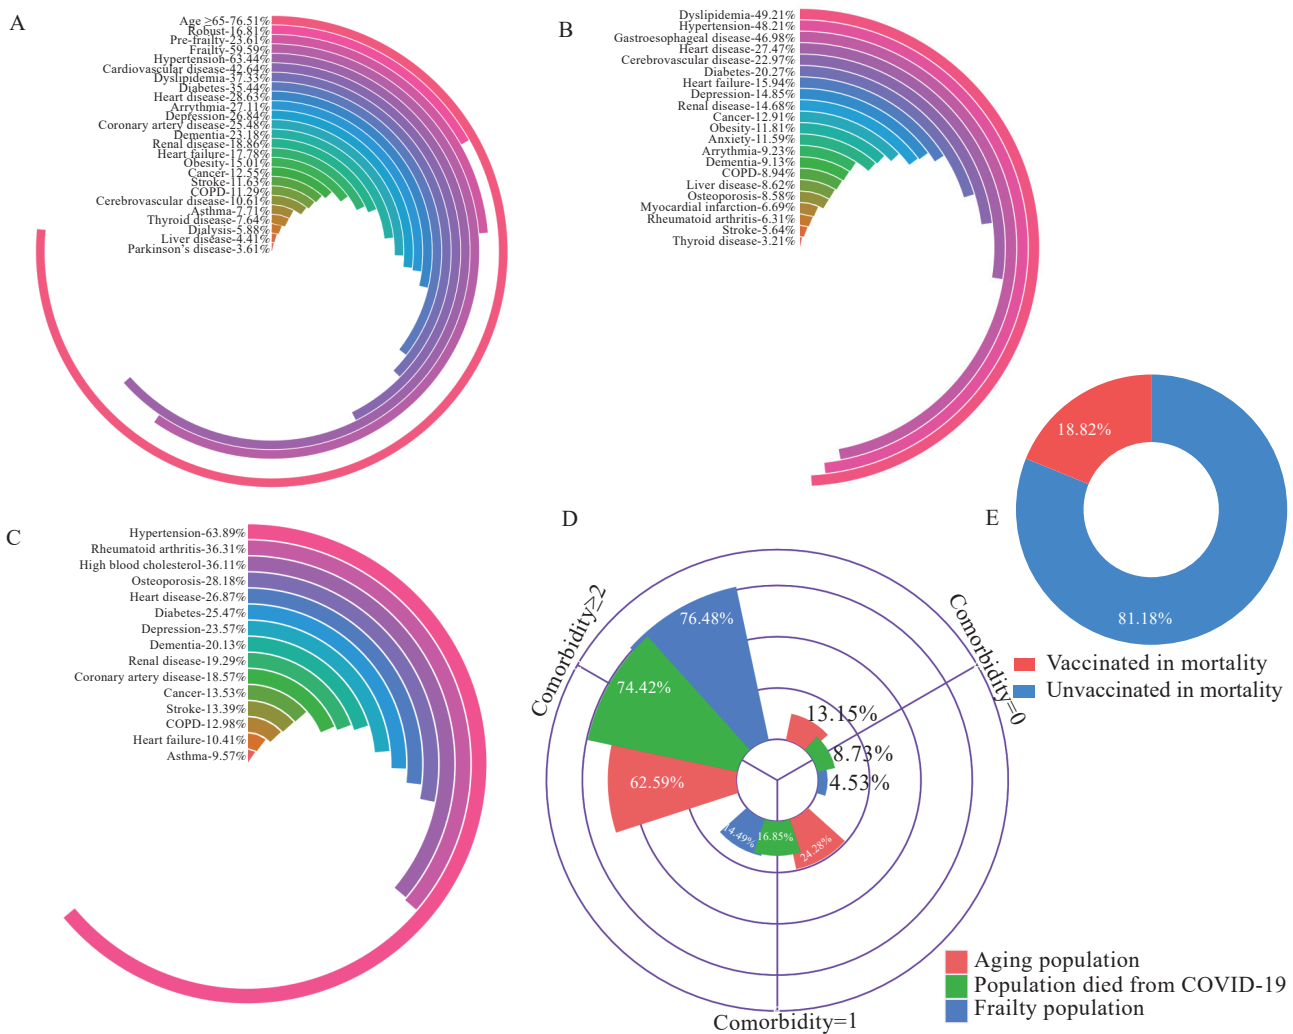 A
Age ≥65-76.51%
Robust-16.81%
Pre-frailty-23.61%
Frailty-59.59%
Hypertension-63.44%
Cardiovascular disease-42.64%
Dyslipidemia-37.33%
Diabetes-35.44%
Heart disease-28.63%
Arrythmia-27.11%
Depression-26.84%
Coronary artery disease-25.48%
Dementia-23.18%
Renal disease-18.86%
Heart failure-17.78%
Obesity-15.01%
Cancer-12.55%
Stroke-11.63%
COPD-11.29%
Cerebrovascular disease-10.61%
Asthma-7.71%
Thyroid disease-7.64%
Dialysis-5.88%
Liver disease-4.41%
Parkinson's disease-3.61%
B
Dyslipidemia-49.21%
Hypertension-48.21%
Gastroesophageal disease-46.98%
Heart disease-27.47%
Cerebrovascular disease-22.97%
Diabetes-20.27%
Heart failure-15.94%
Depression-14.85%
Renal disease-14.68%
Cancer-12.91%
Obesity-11.81%
Anxiety-11.59%
Arrythmia-9.23%
Dementia-9.13%
COPD-8.94%
Liver disease-8.62%
Osteoporosis-8.58%
Myocardial infarction-6.69%
Rheumatoid arthritis-6.31%
Stroke-5.64%
Thyroid disease-3.21%
C
Hypertension-63.89%
Rheumatoid arthritis-36.31%
High blood cholesterol-36.11%
Osteoporosis-28.18%
Heart disease-26.87%
Diabetes-25.47%
Depression-23.57%
Dementia-20.13%
Renal disease-19.29%
Coronary artery disease-18.57%
Cancer-13.53%
Stroke-13.39%
COPD-12.98%
Heart failure-10.41%
Asthma-9.57%
D
Comorbidity≥2
76.48%
74.42%
62.59%
Comorbidity=0
13.15%
8.73%
4.53%
14.49%
16.85%
24.28%
Comorbidity=1
Aging population
Population died from COVID-19
Frailty population
E
18.82%
81.18%
Vaccinated in mortality
Unvaccinated in mortality